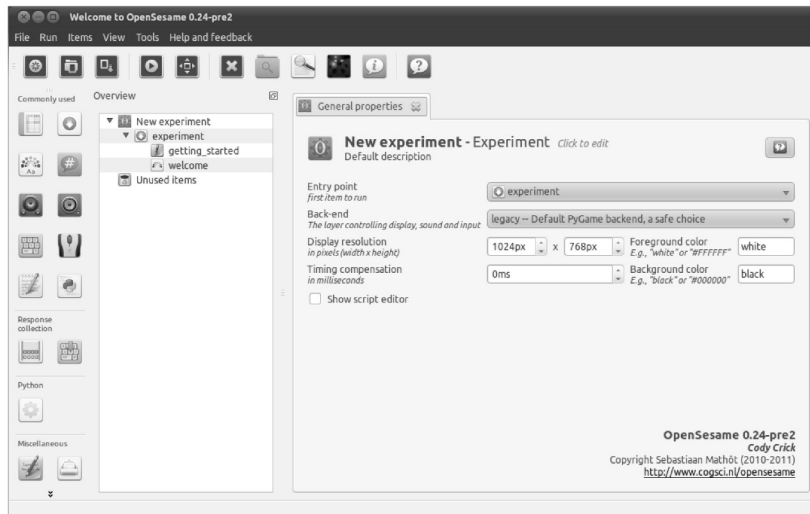 Welcome to OpenSesame 0.24-pre2
File Run Items View Tools Help and feedback
Commonly used
Overview
New experiment
experiment
getting_started
welcome
Unused items
Response
collection
Python
Miscellaneous
General properties
New experiment - Experiment Click to edit
Default description
Entry point
first item to run
experiment
Back-end
The layer controlling display, sound and input
legacy -- Default PyGame backend, a safe choice
Display resolution
in pixels (width x height)
1024px x 768px
Foreground color
E.g., "white" or "#FFFFFF"
white
Timing compensation
in milliseconds
0ms
Background color
E.g., "black" or "#000000"
black
Show script editor
OpenSesame 0.24-pre2
Cody Crick
Copyright Sebastiaan Mathôt (2010-2011)
http://www.cogsci.nl/opensesame